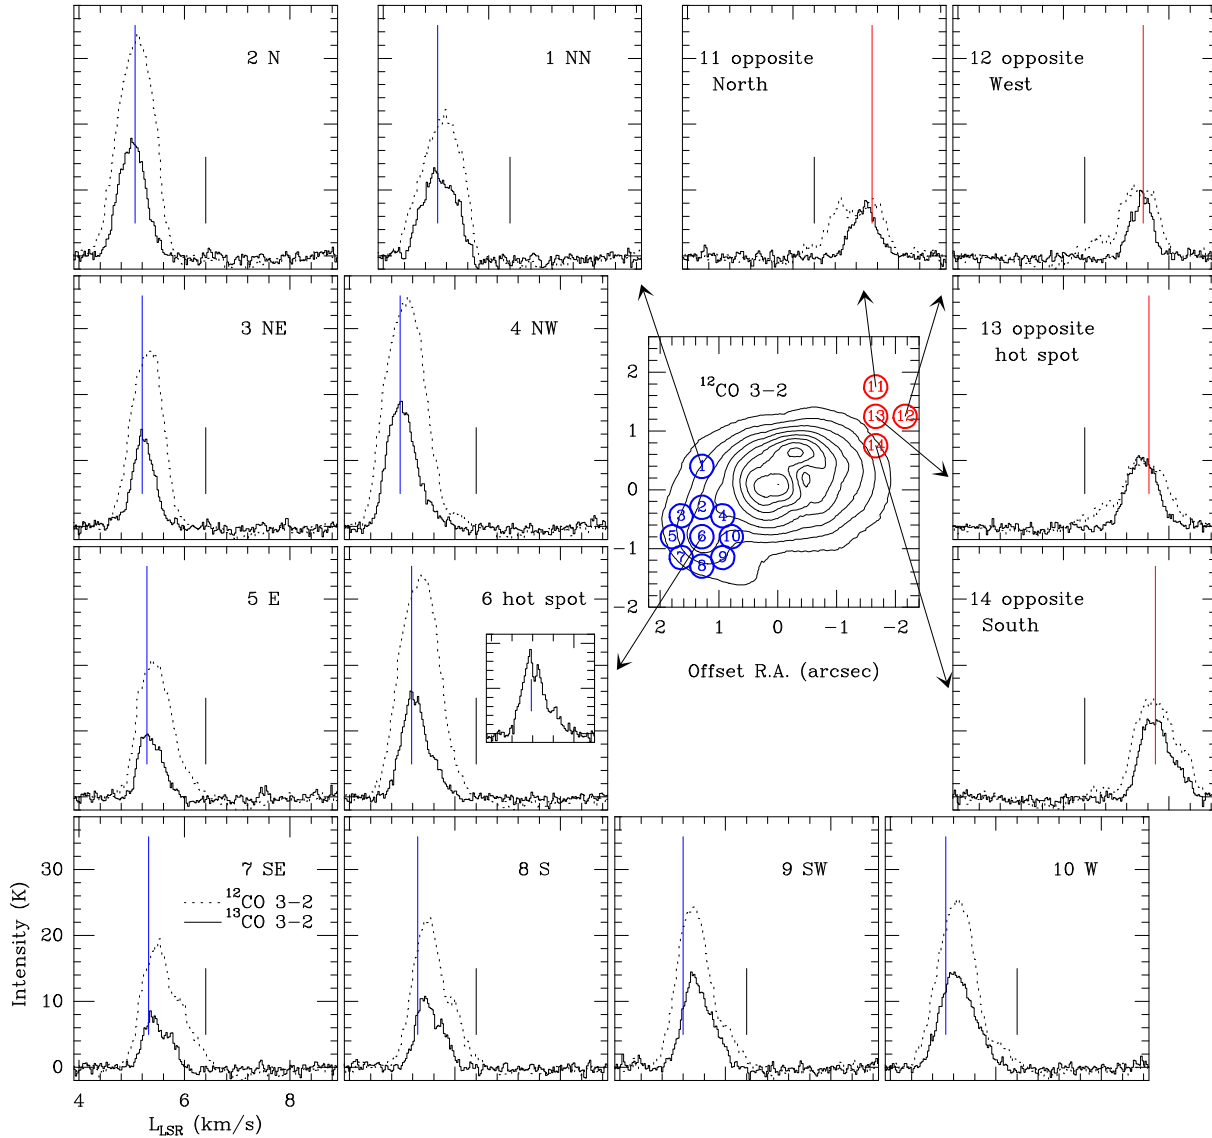 2 N
1 NN
11 opposite
North
12 opposite
West
3 NE
4 NW
13 opposite
hot spot
¹²CO 3−2
2
1
0
−1
−2
11
13
12
14
1
2
3
4
5
6
10
7
8
9
2 1 0 −1 −2
Offset R.A. (arcsec)
5 E
6 hot spot
14 opposite
South
7 SE
¹²CO 3−2
¹³CO 3−2
8 S
9 SW
10 W
30
20
10
0
Intensity (K)
4 6 8
L_LSR (km/s)